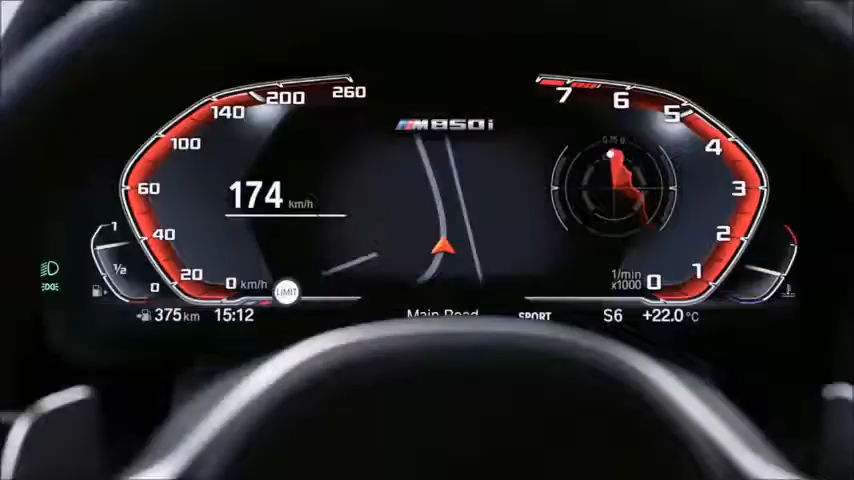 260
200
140
100
60
40
20
0 km/h
M850i
174 km/h
7
6
5
4
3
2
1
0
1/min
x1000
0.75 g
1
½
0
LIMIT
375 km
15:12
Main Road
SPORT
S6
+22.0 °C